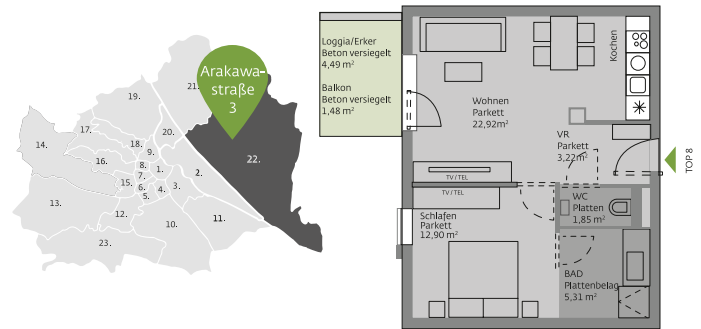 Arakawa-
straße
3
19.
21.
20.
17.
18.
9.
14.
16.
8.
1.
22.
7.
2.
15.
6.
4.
3.
5.
13.
12.
11.
10.
23.
Loggia/Erker
Beton versiegelt
4,49 m²
Balkon
Beton versiegelt
1,48 m²
Kochen
Wohnen
Parkett
22,92m²
VR
Parkett
3,22m²
TOP 8
TV / TEL
TV / TEL
WC
Platten
1,85 m²
Schlafen
Parkett
12,90 m²
BAD
Plattenbelag
5,31 m²